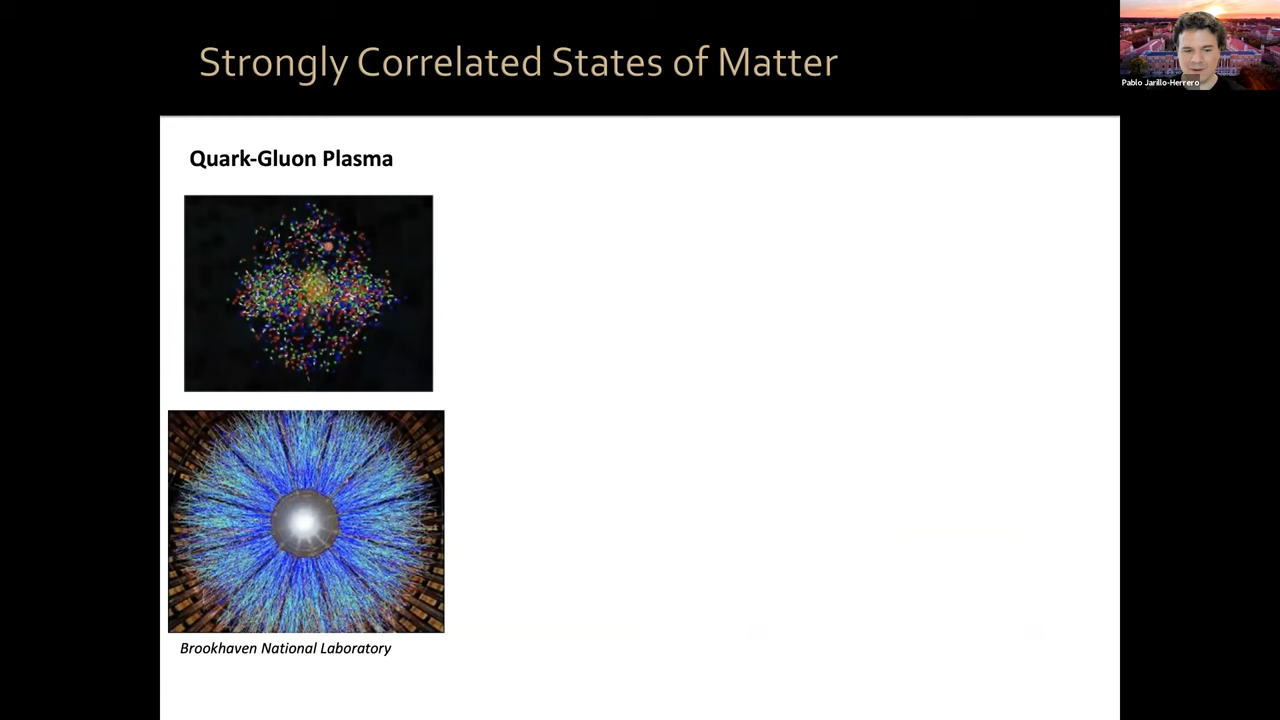 Strongly Correlated States of Matter
Pablo Jarillo-Herrero
Quark-Gluon Plasma
Brookhaven National Laboratory